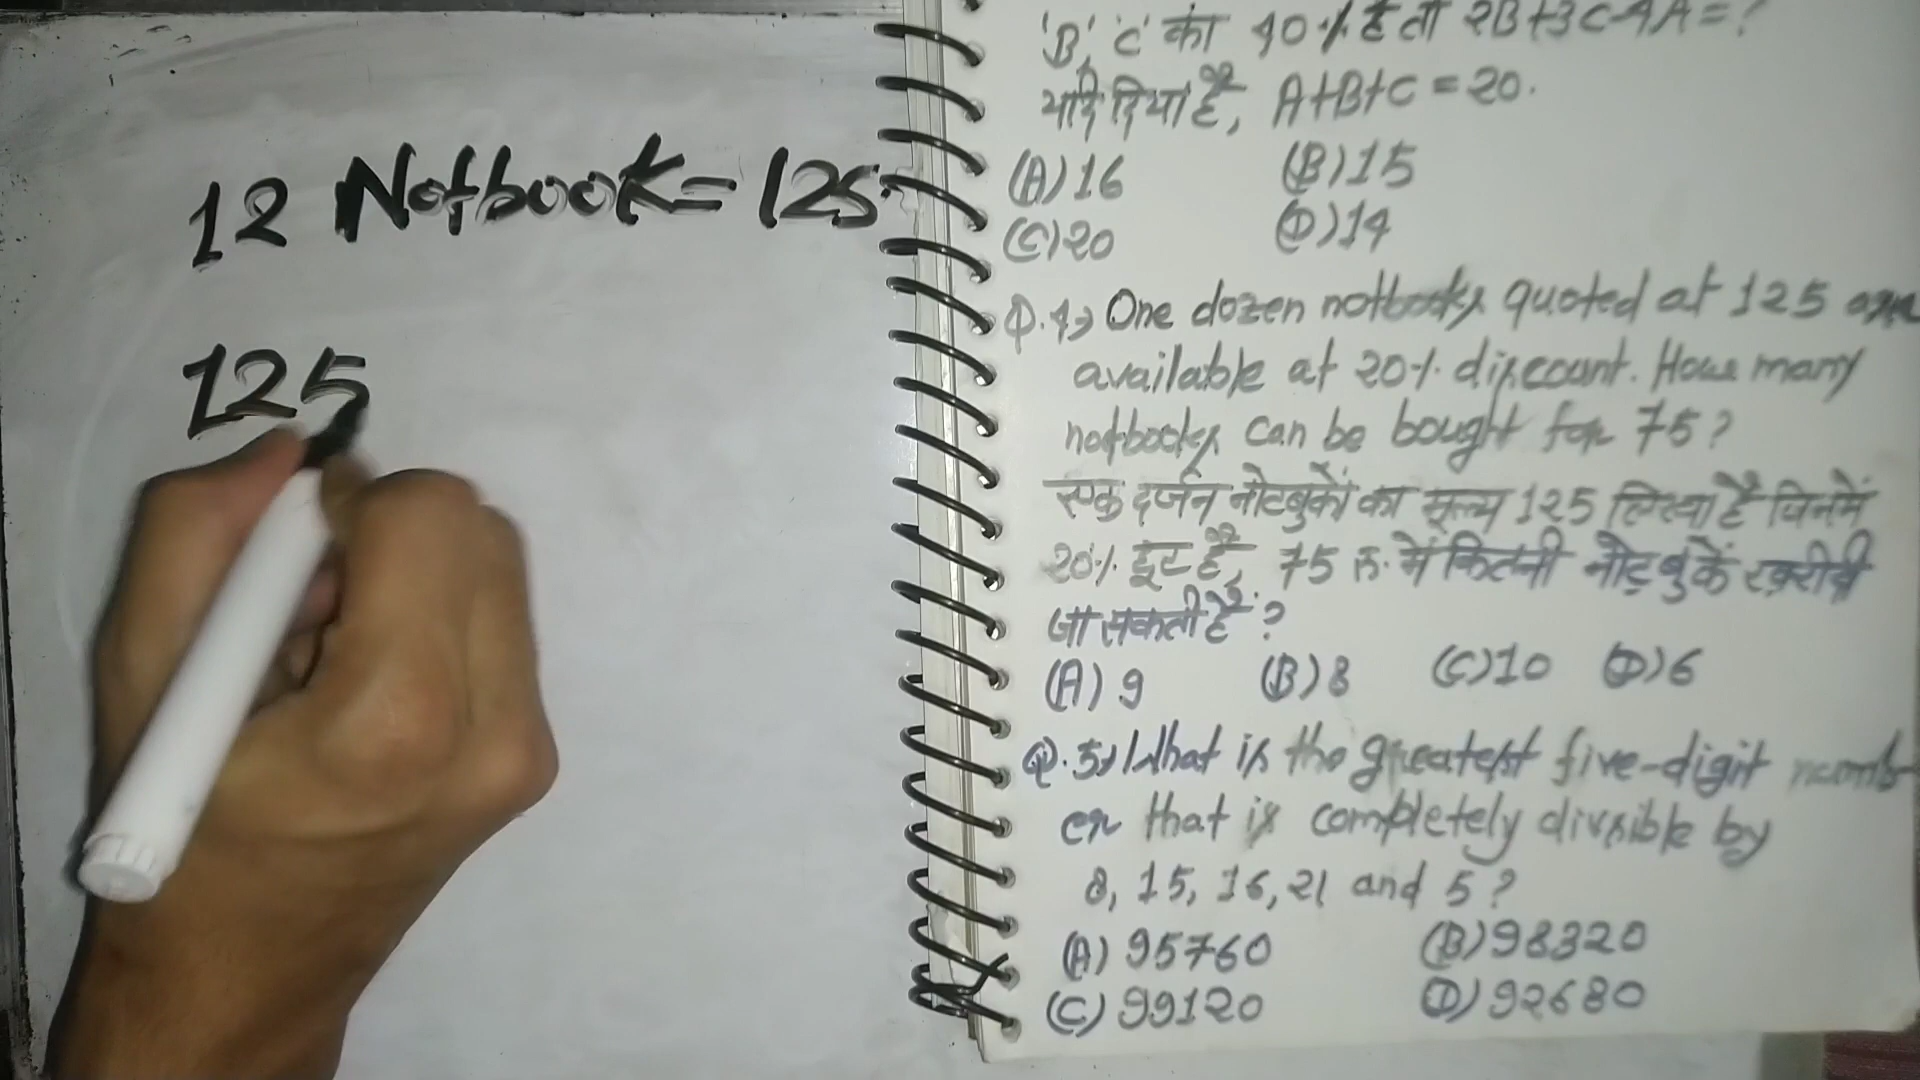 12 Notbook = 125
125
'B', 'C' का 40% है तो 2B+3C-4A = ?
यदि दिया है, A+B+C = 20.
(A) 16 (B) 15
(C) 20 (D) 14
Q.4) One dozen notbooks quoted at 125 are
available at 20% discount. How many
notbooks can be bought for 75 ?
एक दर्जन नोटबुकों का मूल्य 125 लिखा है जिनमें
20% छूट है, 75 रु. में कितनी नोटबुकें खरीदी
जा सकती है ?
(A) 9 (B) 8 (C) 10 (D) 6
Q.5) What is the greatest five-digit numb-
er that is completely divisible by
8, 15, 16, 21 and 5 ?
(A) 95760 (B) 98320
(C) 99120 (D) 92680